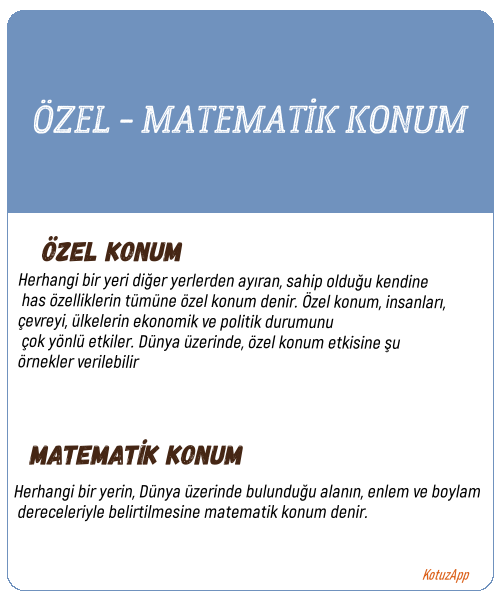 ÖZEL - MATEMATİK KONUM
ÖZEL KONUM
Herhangi bir yeri diğer yerlerden ayıran, sahip olduğu kendine
has özelliklerin tümüne özel konum denir. Özel konum, insanları,
çevreyi, ülkelerin ekonomik ve politik durumunu
çok yönlü etkiler. Dünya üzerinde, özel konum etkisine şu
örnekler verilebilir
MATEMATİK KONUM
Herhangi bir yerin, Dünya üzerinde bulunduğu alanın, enlem ve boylam
dereceleriyle belirtilmesine matematik konum denir.
KotuzApp